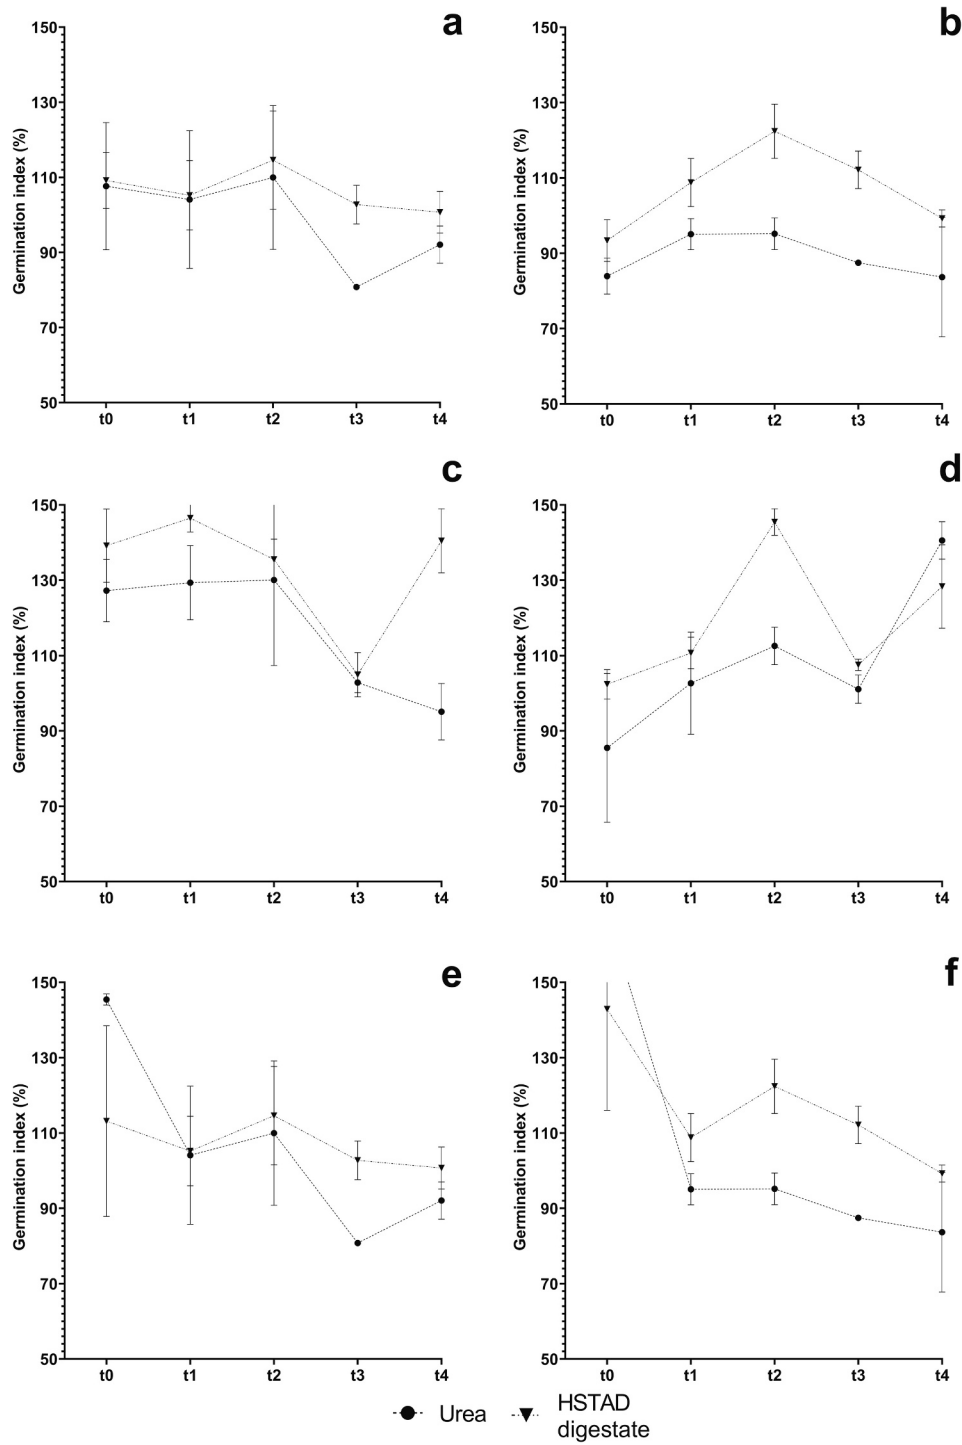 a
b
Germination index (%)
150
130
110
90
70
50
t0 t1 t2 t3 t4
Germination index (%)
150
130
110
90
70
50
t0 t1 t2 t3 t4
c
d
Germination index (%)
150
130
110
90
70
50
t0 t1 t2 t3 t4
Germination index (%)
150
130
110
90
70
50
t0 t1 t2 t3 t4
e
f
Germination index (%)
150
130
110
90
70
50
t0 t1 t2 t3 t4
Germination index (%)
150
130
110
90
70
50
t0 t1 t2 t3 t4
Urea
HSTAD
digestate